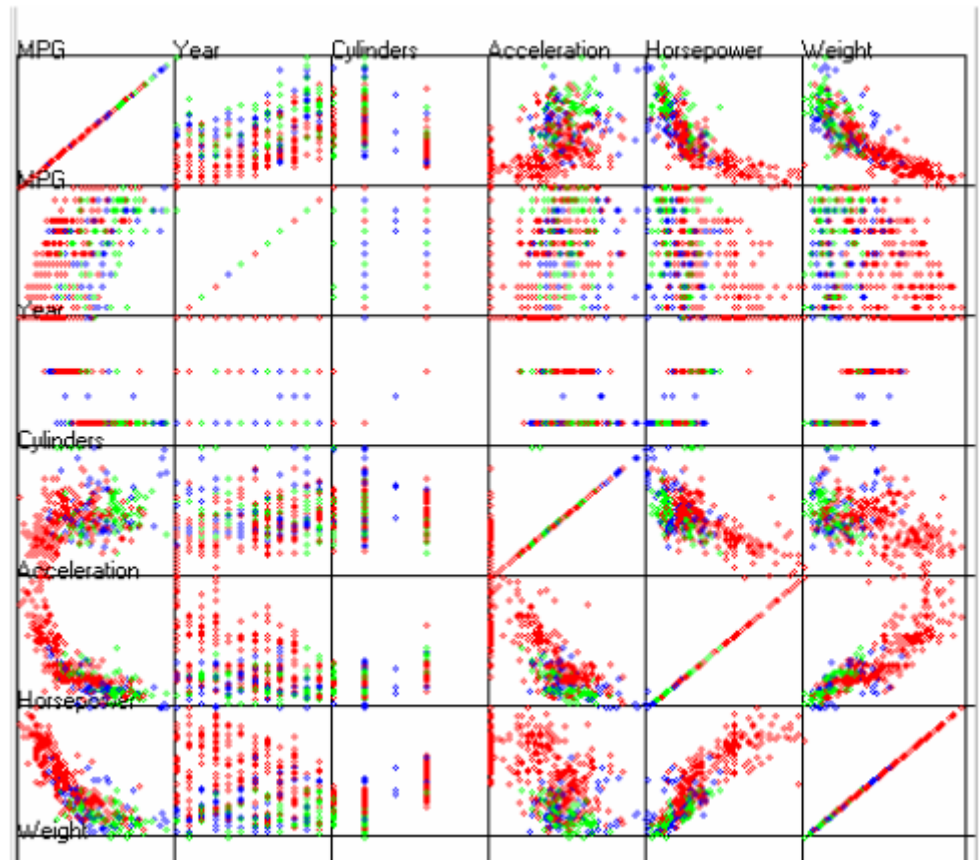 MPG Year Cylinders Acceleration Horsepower Weight
MPG
Year
Cylinders
Acceleration
Horsepower
Weight